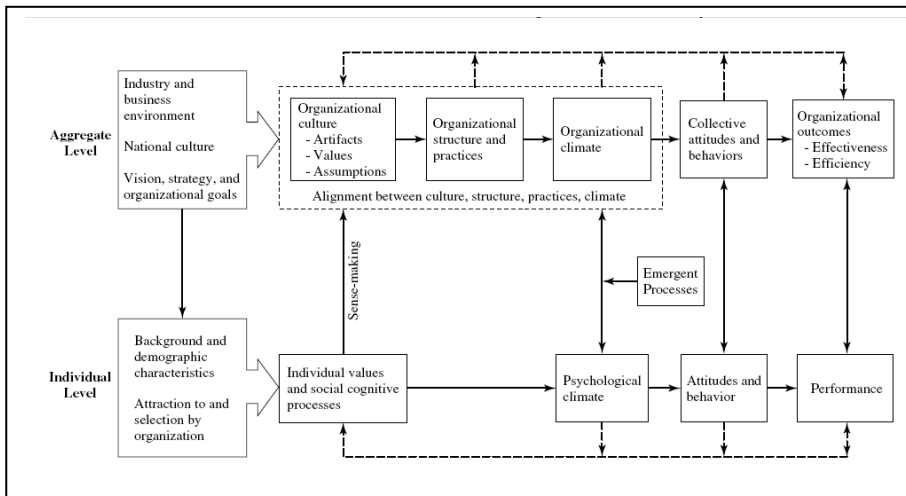 Industry and
business
environment
National culture
Vision, strategy, and
organizational goals
Aggregate
Level
Organizational
culture
- Artifacts
- Values
- Assumptions
Organizational
structure and
practices
Organizational
climate
Collective
attitudes and
behaviors
Organizational
outcomes
- Effectiveness
- Efficiency
Alignment between culture, structure, practices, climate
Sense-making
Emergent
Processes
Individual
Level
Background and
demographic
characteristics
Attraction to and
selection by
organization
Individual values
and social cognitive
processes
Psychological
climate
Attitudes and
behavior
Performance